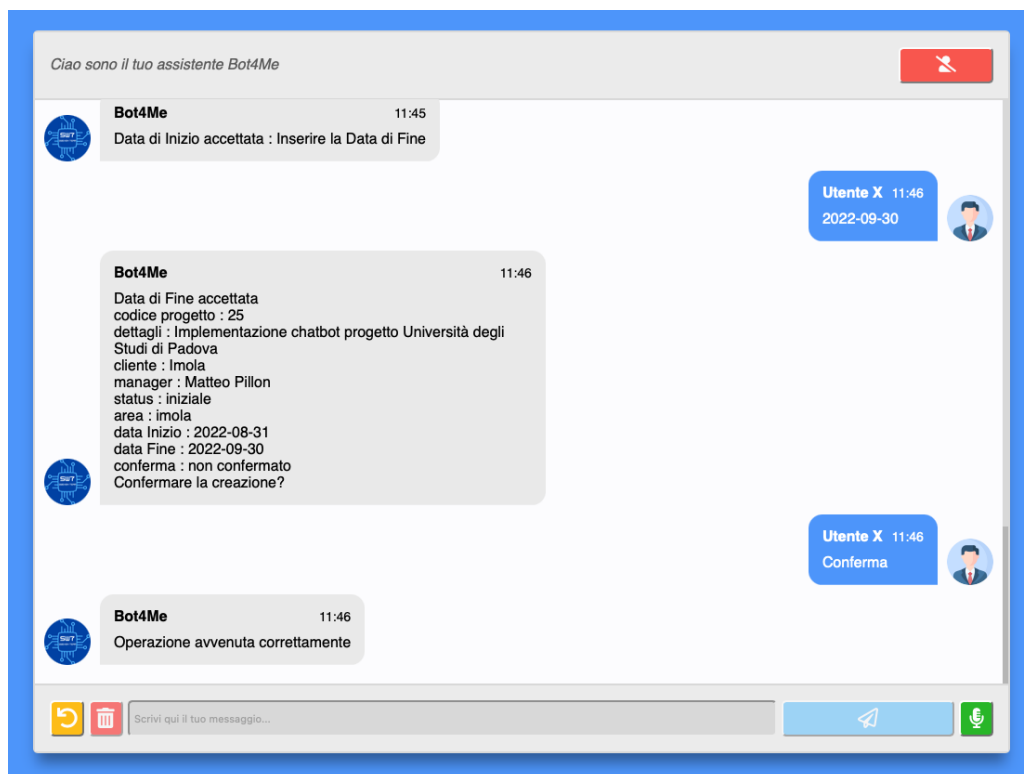 Ciao sono il tuo assistente Bot4Me
Bot4Me 11:45
Data di Inizio accettata : Inserire la Data di Fine
Utente X 11:46
2022-09-30
Bot4Me 11:46
Data di Fine accettata
codice progetto : 25
dettagli : Implementazione chatbot progetto Università degli
Studi di Padova
cliente : Imola
manager : Matteo Pillon
status : iniziale
area : imola
data Inizio : 2022-08-31
data Fine : 2022-09-30
conferma : non confermato
Confermare la creazione?
Utente X 11:46
Conferma
Bot4Me 11:46
Operazione avvenuta correttamente
Scrivi qui il tuo messaggio...